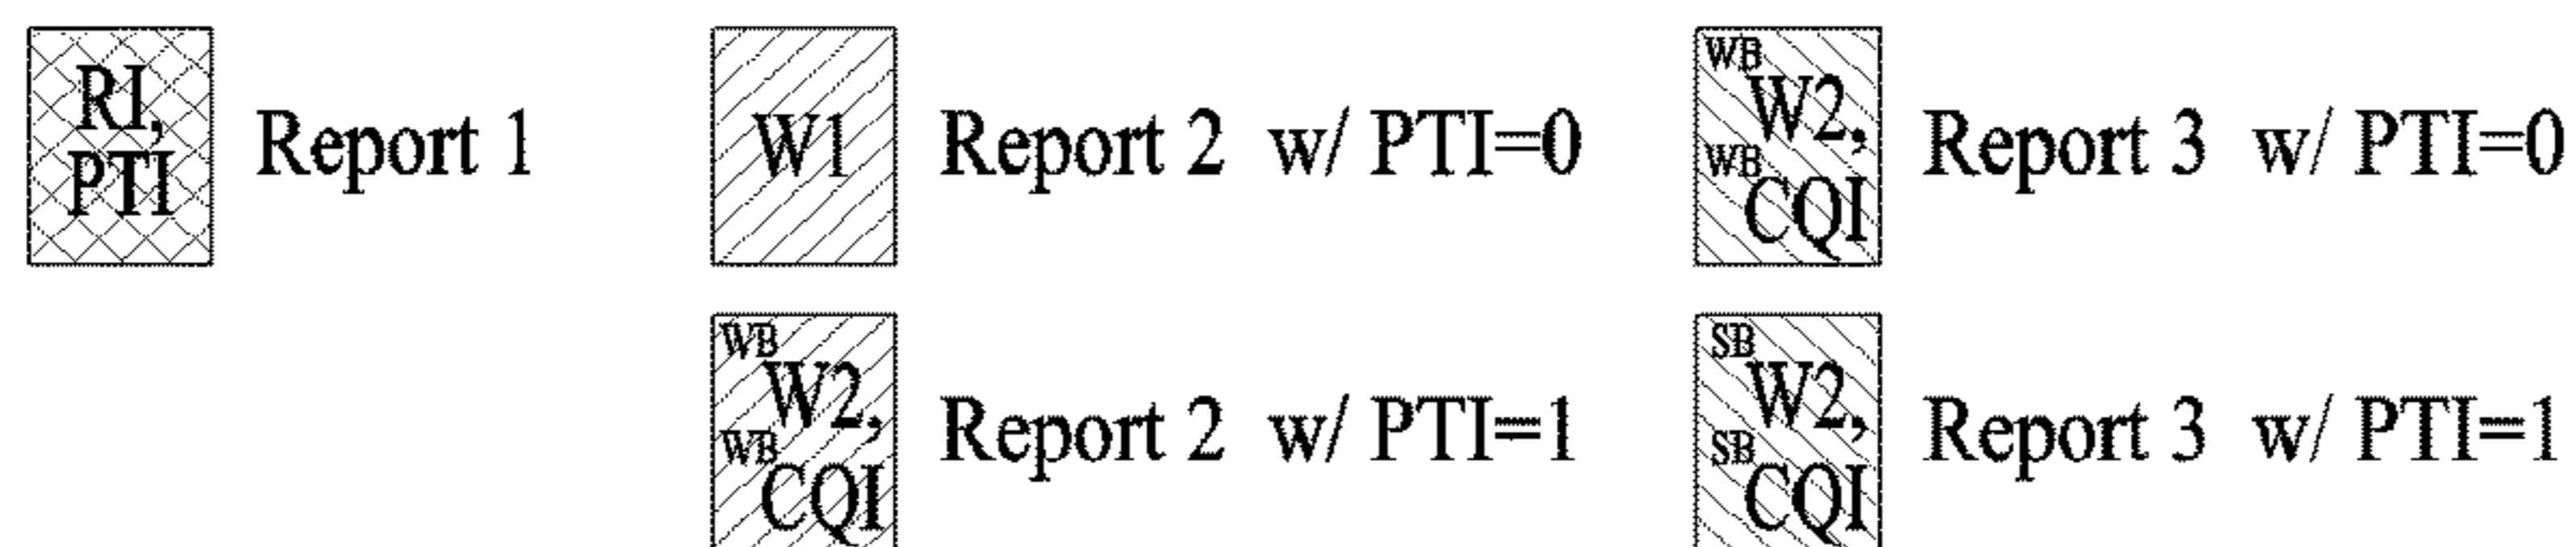 RI,
PTI
Report 1
W1
Report 2 w/ PTI=0
WB
W2,
WB
CQI
Report 3 w/ PTI=0
WB
W2,
WB
CQI
Report 2 w/ PTI=1
SB
W2,
SB
CQI
Report 3 w/ PTI=1